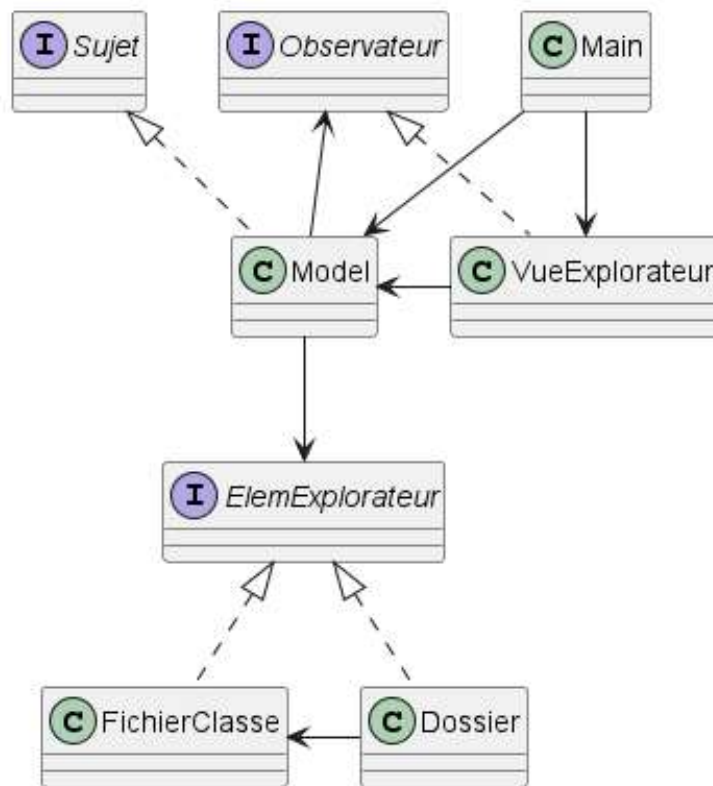 I Sujet
I Observateur
C Main
C Model
C VueExplorateur
I ElemExplorateur
C FichierClasse
C Dossier